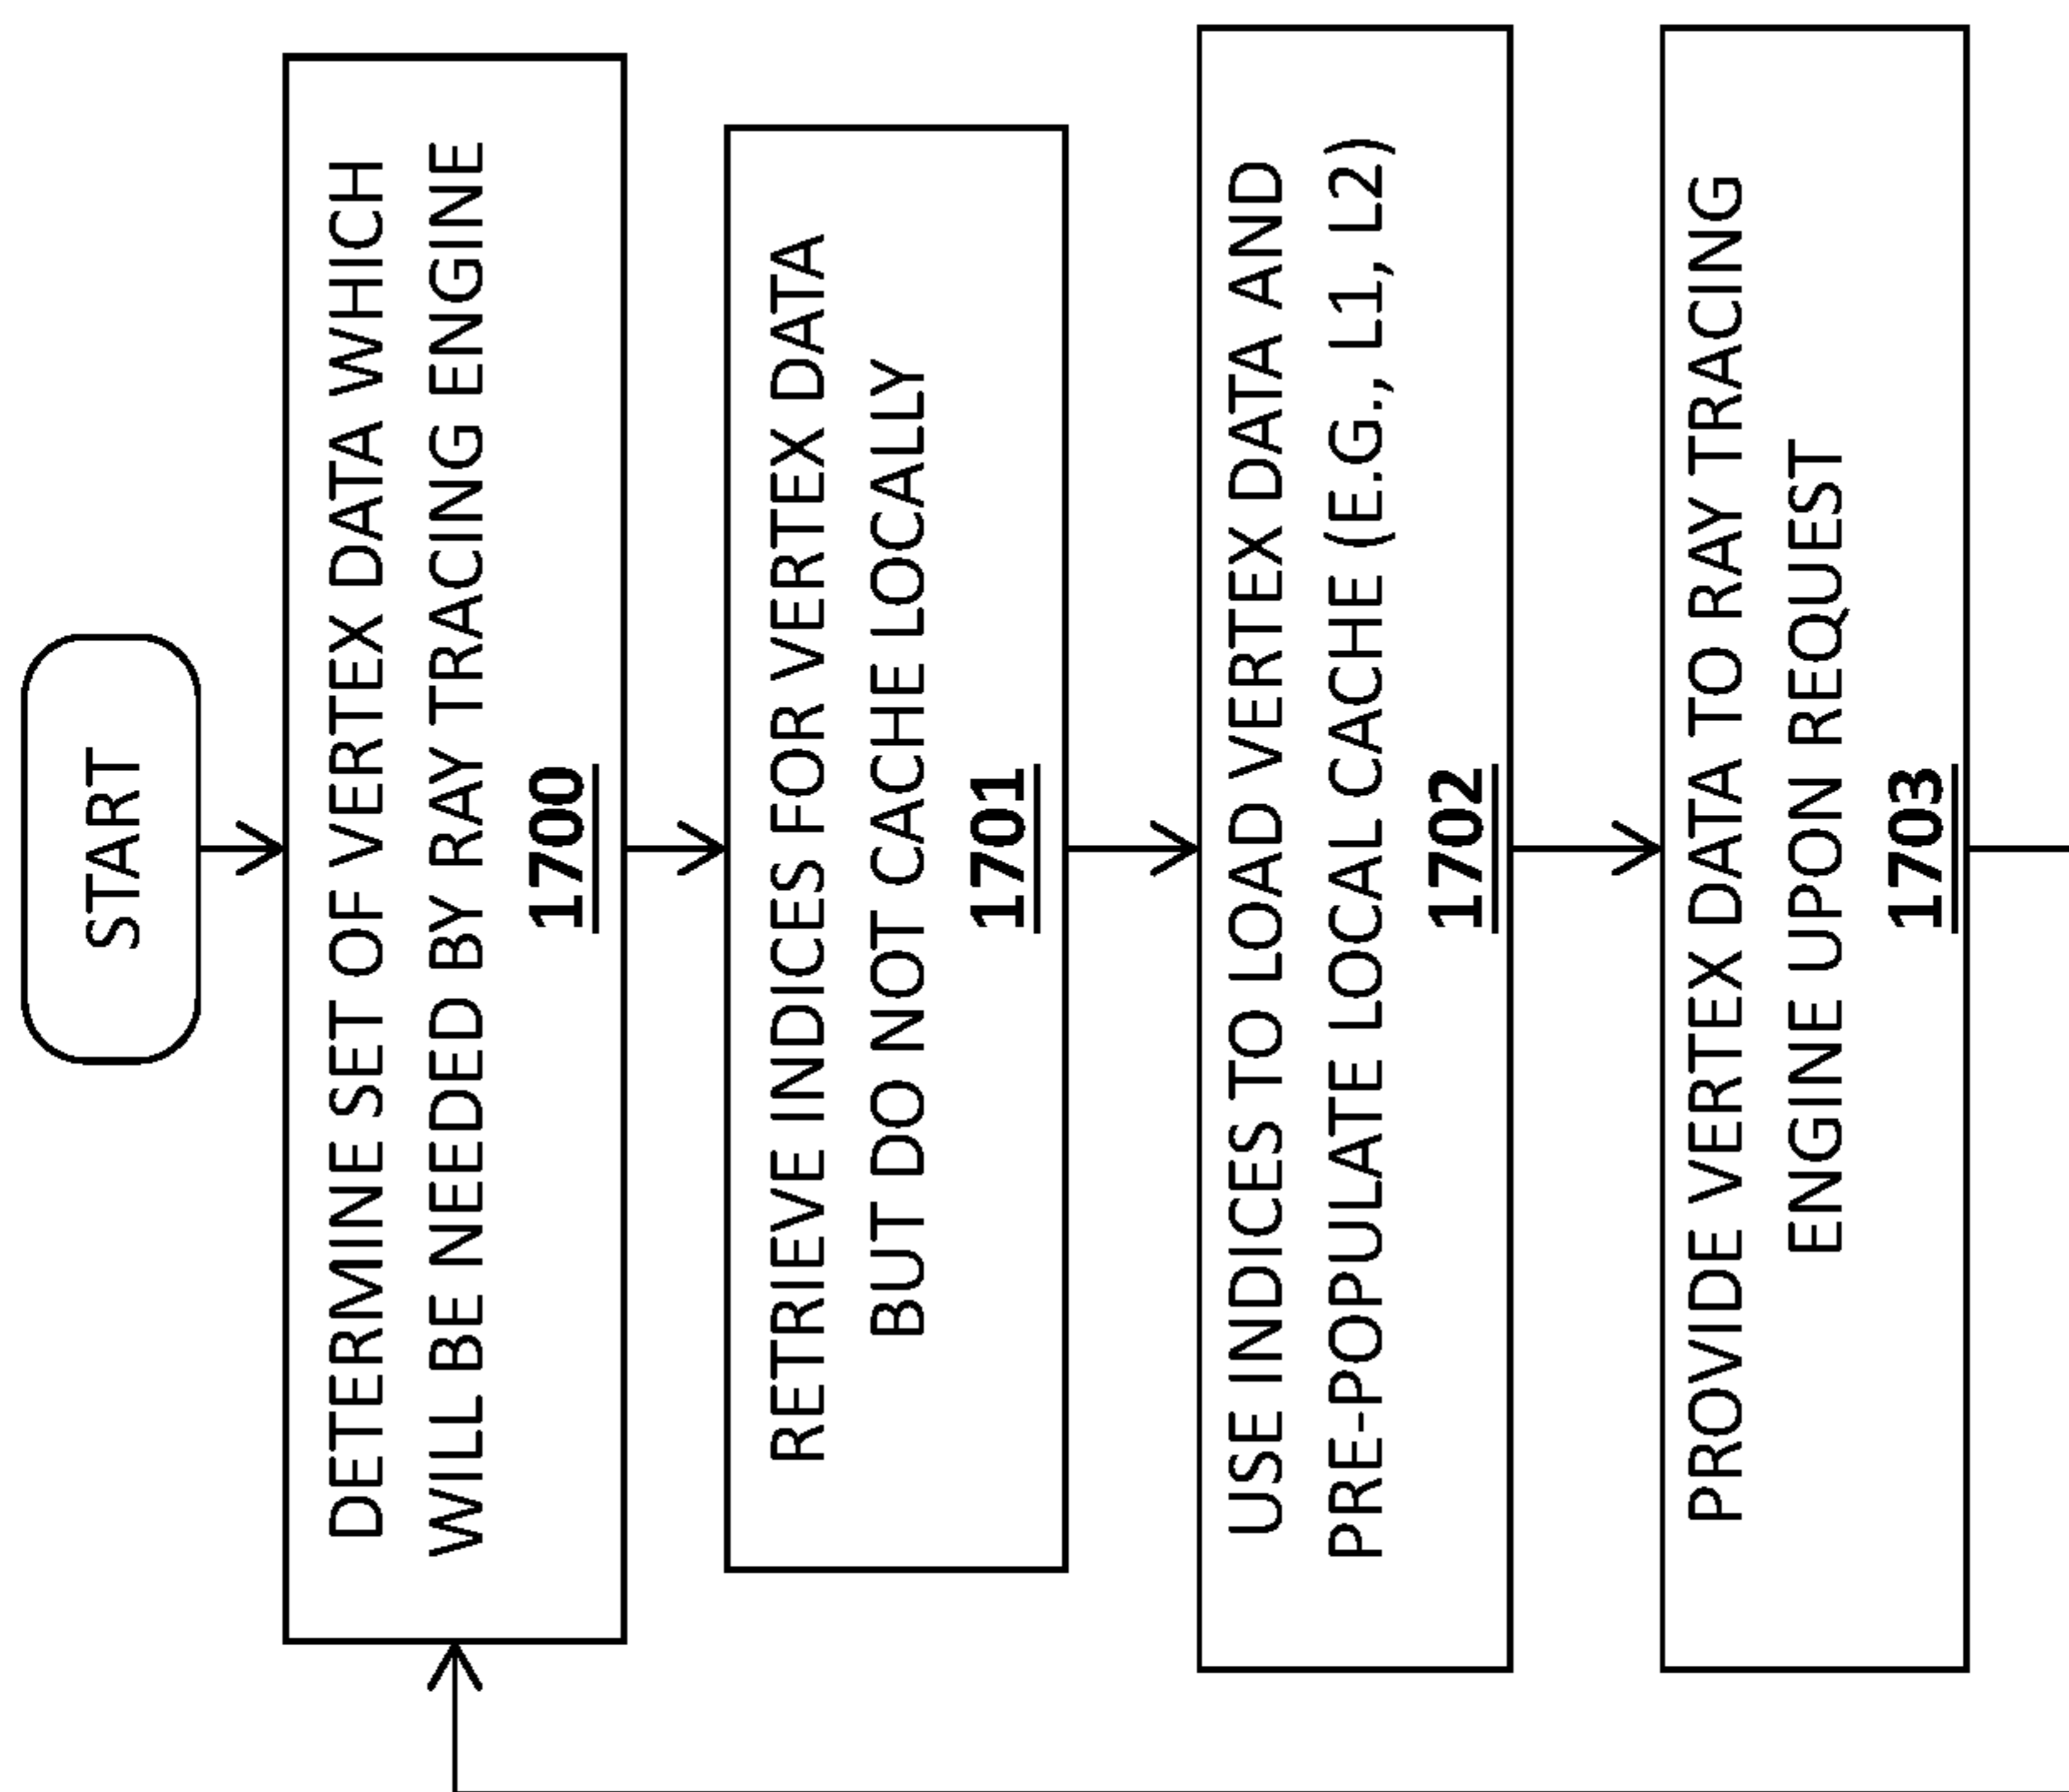 START
DETERMINE SET OF VERTEX DATA WHICH
WILL BE NEEDED BY RAY TRACING ENGINE
1700
RETRIEVE INDICES FOR VERTEX DATA
BUT DO NOT CACHE LOCALLY
1701
USE INDICES TO LOAD VERTEX DATA AND
PRE-POPULATE LOCAL CACHE (E.G., L1, L2)
1702
PROVIDE VERTEX DATA TO RAY TRACING
ENGINE UPON REQUEST
1703